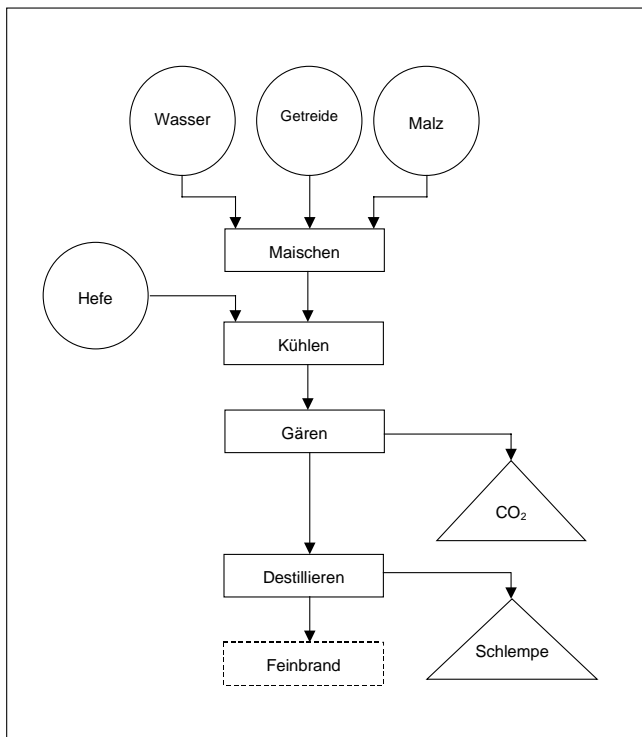 Wasser
Getreide
Malz
Maischen
Hefe
Kühlen
Gären
CO₂
Destillieren
Schlempe
Feinbrand